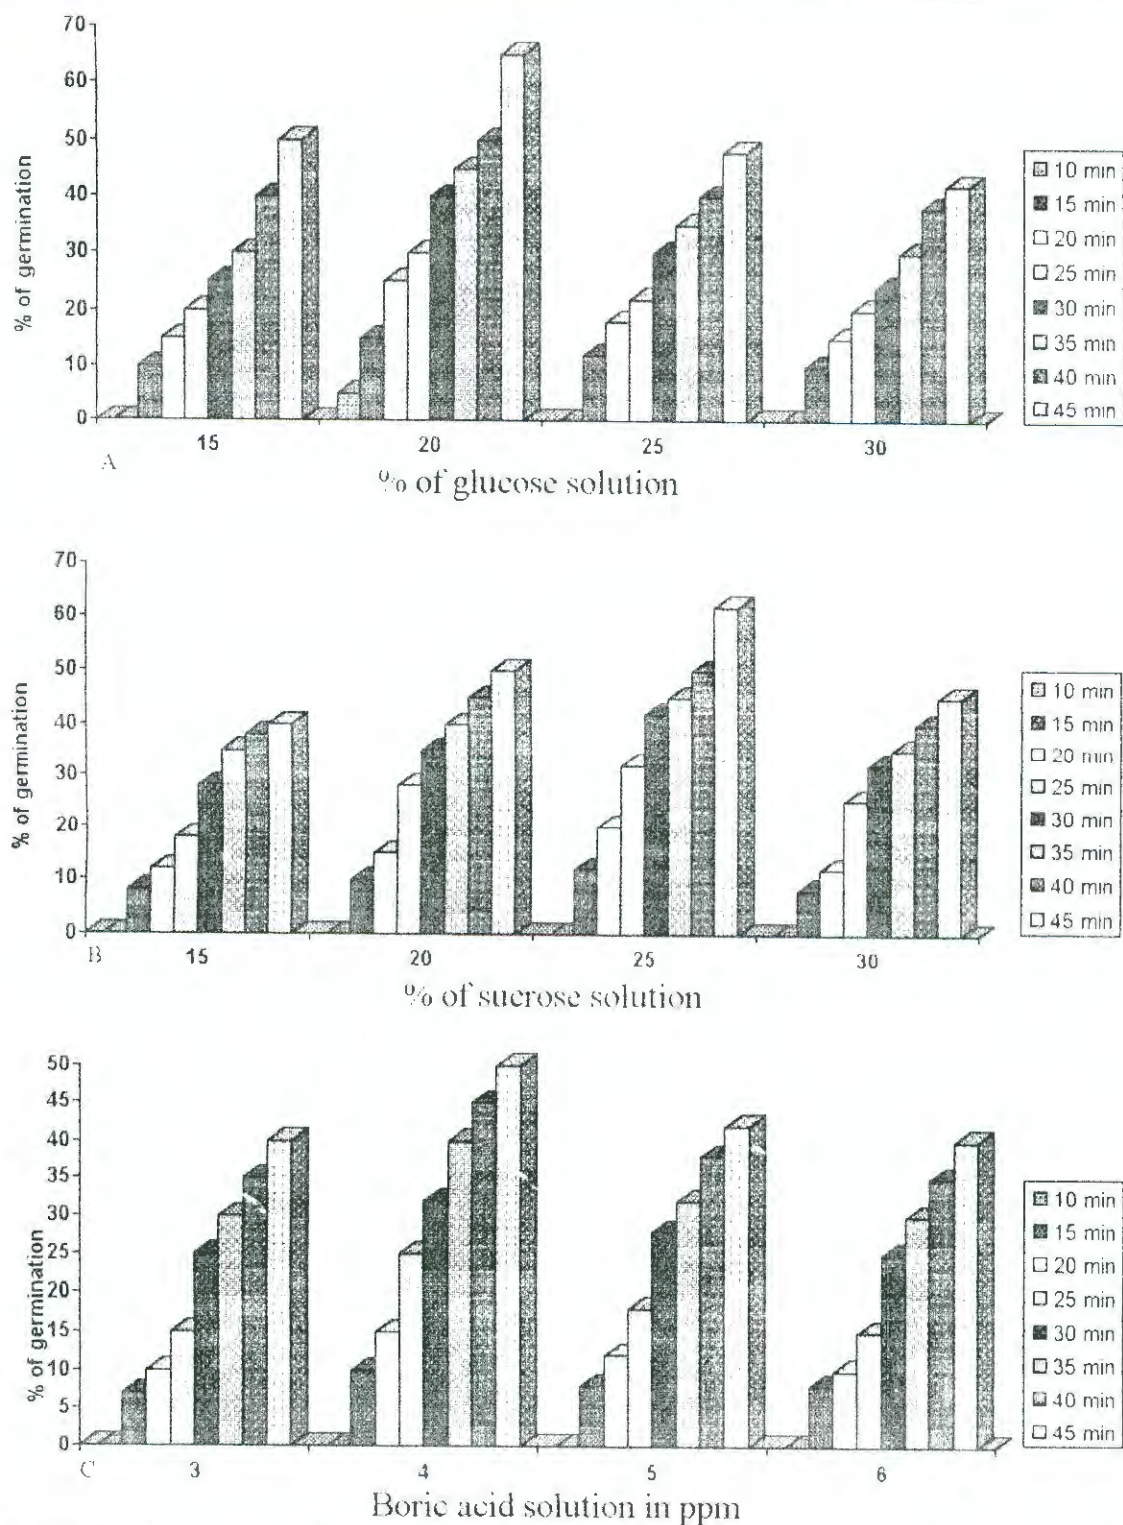 70
60
50
40
30
20
10
0
% of germination
15
20
25
30
A
% of glucose solution
10 min
15 min
20 min
25 min
30 min
35 min
40 min
45 min
70
60
50
40
30
20
10
0
% of germination
15
20
25
30
B
% of sucrose solution
10 min
15 min
20 min
25 min
30 min
35 min
40 min
45 min
50
45
40
35
30
25
20
15
10
5
0
% of germination
C
3
4
5
6
Boric acid solution in ppm
10 min
15 min
20 min
25 min
30 min
35 min
40 min
45 min